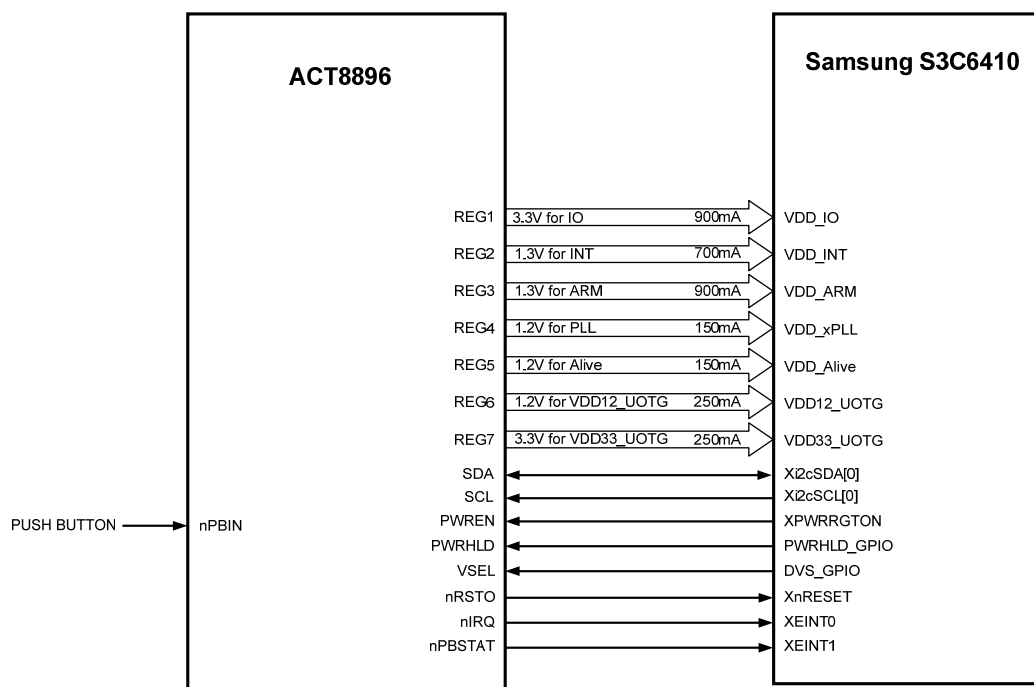 ACT8896
Samsung S3C6410
REG1 3.3V for IO 900mA VDD_IO
REG2 1.3V for INT 700mA VDD_INT
REG3 1.3V for ARM 900mA VDD_ARM
REG4 1.2V for PLL 150mA VDD_xPLL
REG5 1.2V for Alive 150mA VDD_Alive
REG6 1.2V for VDD12_UOTG 250mA VDD12_UOTG
REG7 3.3V for VDD33_UOTG 250mA VDD33_UOTG
SDA Xi2cSDA[0]
SCL Xi2cSCL[0]
PUSH BUTTON nPBIN PWREN XPWRRGTON
PWRHLD PWRHLD_GPIO
VSEL DVS_GPIO
nRSTO XnRESET
nIRQ XEINT0
nPBSTAT XEINT1